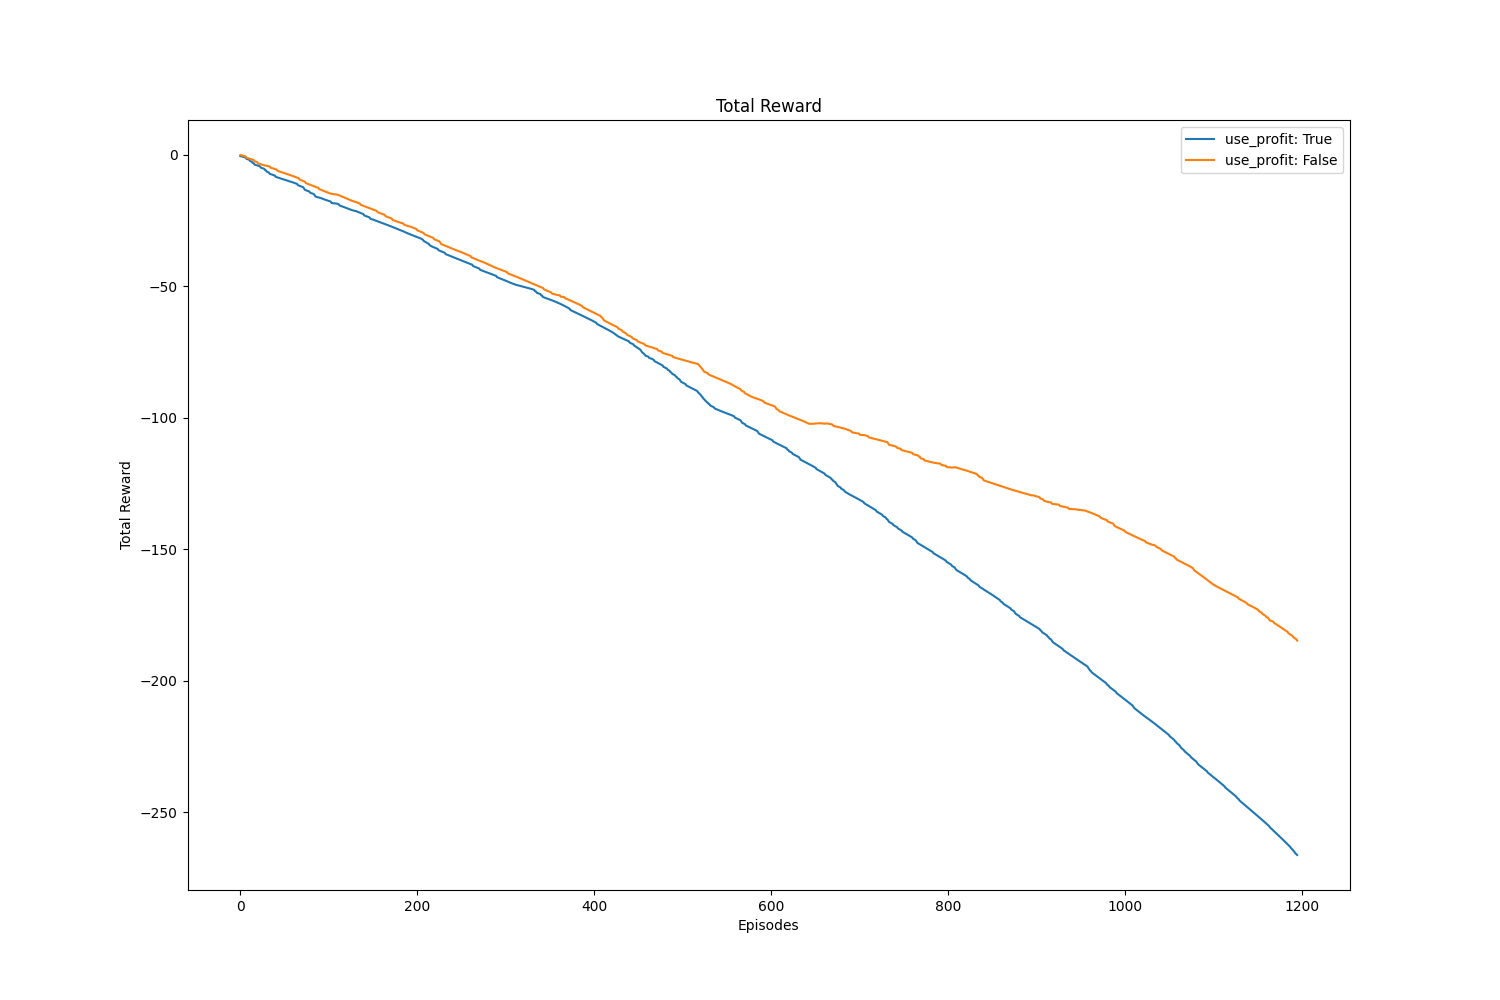 Total Reward
use_profit: True
use_profit: False
0
−50
−100
−150
−200
−250
Total Reward
0
200
400
600
800
1000
1200
Episodes